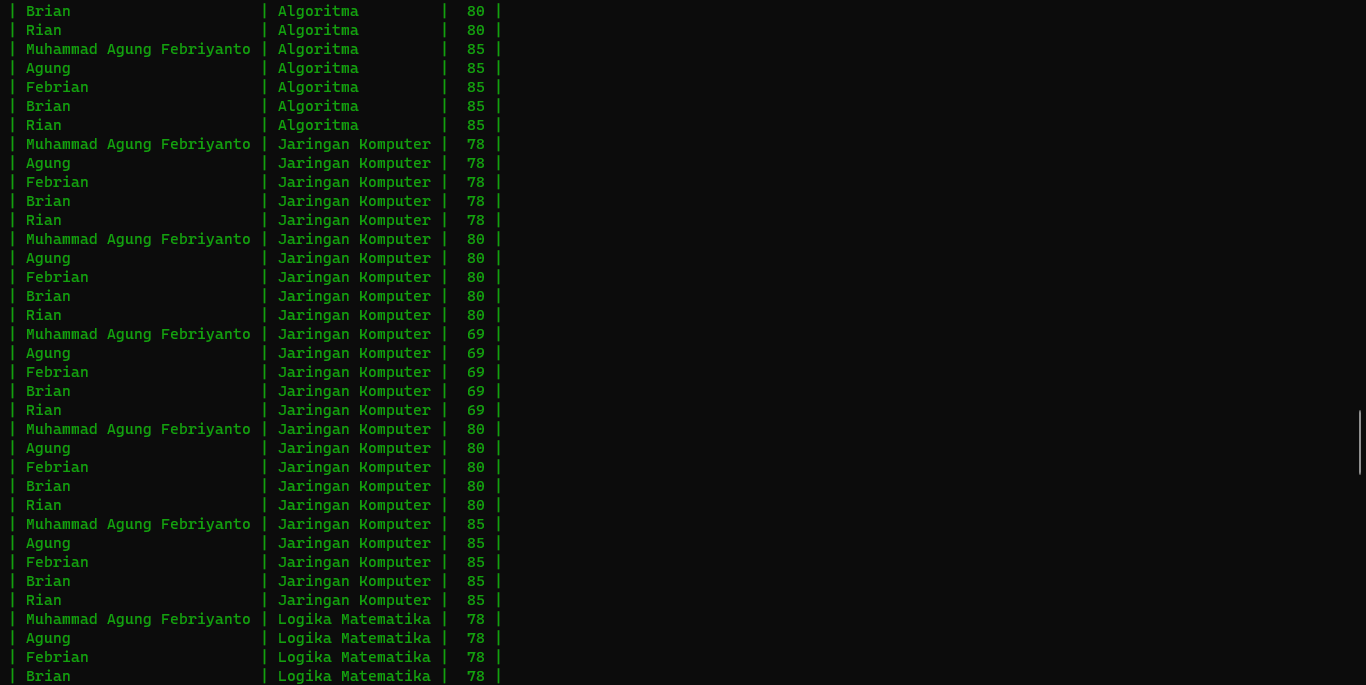 | Brian                     | Algoritma         |  80 |
| Rian                      | Algoritma         |  80 |
| Muhammad Agung Febriyanto | Algoritma         |  85 |
| Agung                     | Algoritma         |  85 |
| Febrian                   | Algoritma         |  85 |
| Brian                     | Algoritma         |  85 |
| Rian                      | Algoritma         |  85 |
| Muhammad Agung Febriyanto | Jaringan Komputer |  78 |
| Agung                     | Jaringan Komputer |  78 |
| Febrian                   | Jaringan Komputer |  78 |
| Brian                     | Jaringan Komputer |  78 |
| Rian                      | Jaringan Komputer |  78 |
| Muhammad Agung Febriyanto | Jaringan Komputer |  80 |
| Agung                     | Jaringan Komputer |  80 |
| Febrian                   | Jaringan Komputer |  80 |
| Brian                     | Jaringan Komputer |  80 |
| Rian                      | Jaringan Komputer |  80 |
| Muhammad Agung Febriyanto | Jaringan Komputer |  69 |
| Agung                     | Jaringan Komputer |  69 |
| Febrian                   | Jaringan Komputer |  69 |
| Brian                     | Jaringan Komputer |  69 |
| Rian                      | Jaringan Komputer |  69 |
| Muhammad Agung Febriyanto | Jaringan Komputer |  80 |
| Agung                     | Jaringan Komputer |  80 |
| Febrian                   | Jaringan Komputer |  80 |
| Brian                     | Jaringan Komputer |  80 |
| Rian                      | Jaringan Komputer |  80 |
| Muhammad Agung Febriyanto | Jaringan Komputer |  85 |
| Agung                     | Jaringan Komputer |  85 |
| Febrian                   | Jaringan Komputer |  85 |
| Brian                     | Jaringan Komputer |  85 |
| Rian                      | Jaringan Komputer |  85 |
| Muhammad Agung Febriyanto | Logika Matematika |  78 |
| Agung                     | Logika Matematika |  78 |
| Febrian                   | Logika Matematika |  78 |
| Brian                     | Logika Matematika |  78 |